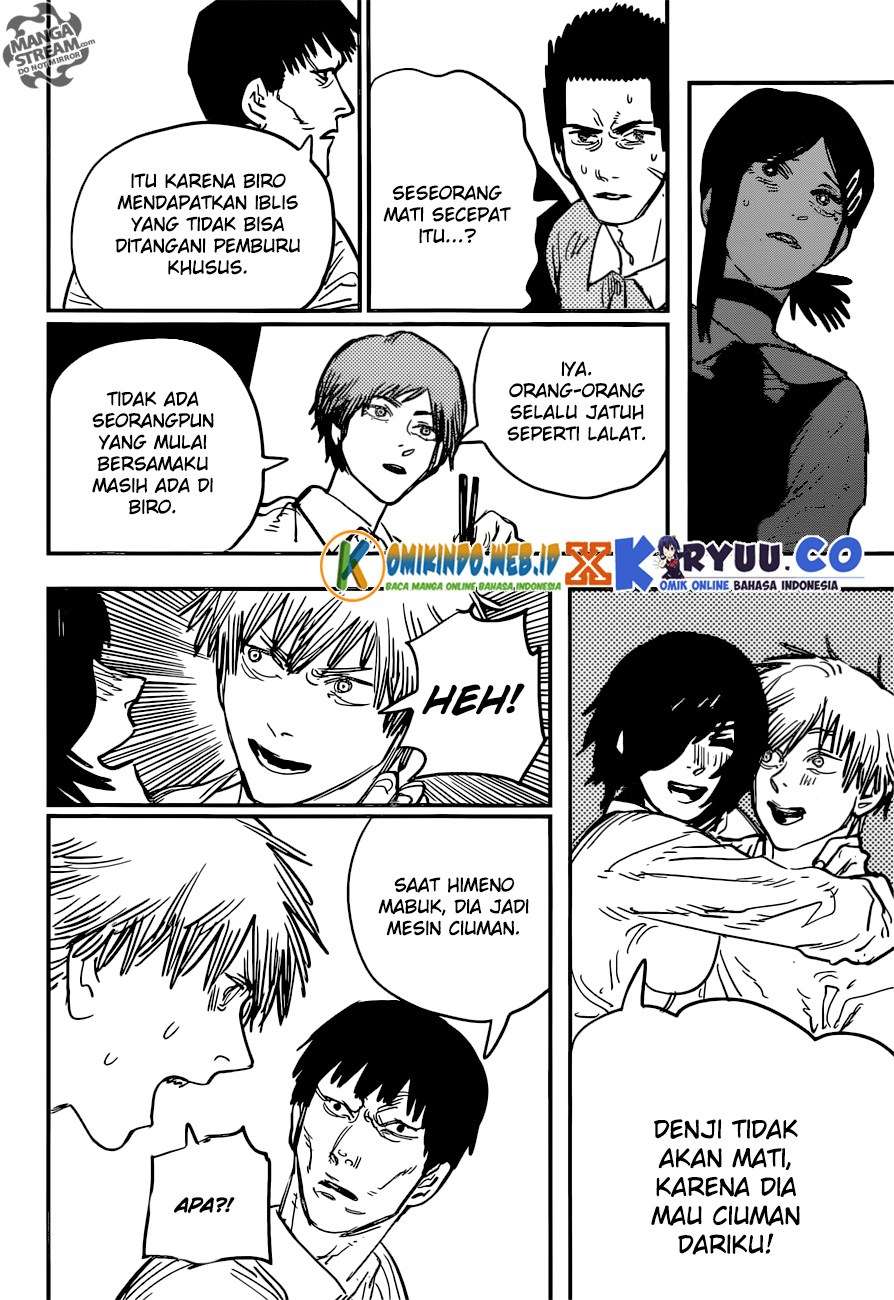 MANGA
STREAM.com
DO NOT MIRROR
SESEORANG
MATI SECEPAT
ITU...?
ITU KARENA BIRO
MENDAPATKAN IBLIS
YANG TIDAK BISA
DITANGANI PEMBURU
KHUSUS.
IYA.
ORANG-ORANG
SELALU JATUH
SEPERTI LALAT.
TIDAK ADA
SEORANGPUN
YANG MULAI
BERSAMAKU
MASIH ADA DI
BIRO.
KOMIKINDO.WEB.ID X KIRYUU.CO
BACA MANGA ONLINE BAHASA INDONESIA
OMIK ONLINE BAHASA INDONESIA
DENJI TIDAK
AKAN MATI,
KARENA DIA
MAU CIUMAN
DARIKU!
HEH!
SAAT HIMENO
MABUK, DIA JADI
MESIN CIUMAN.
APA?!